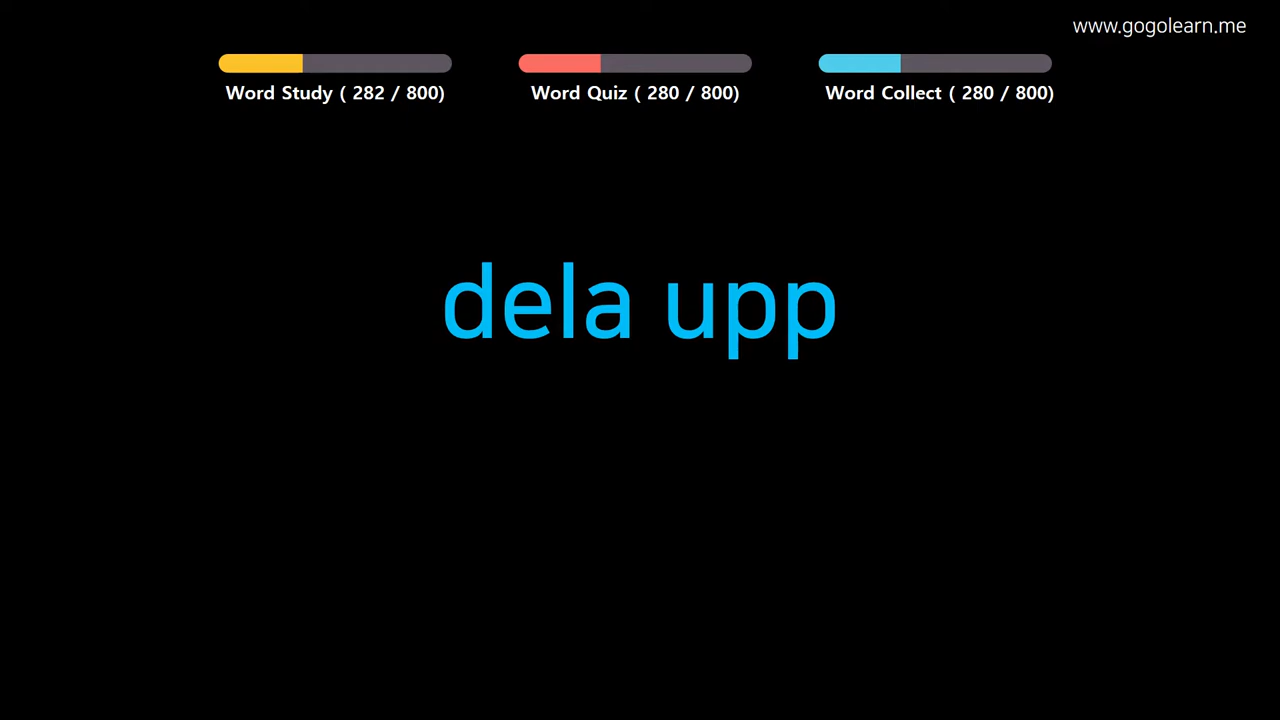 www.gogolearn.me
Word Study ( 282 / 800)
Word Quiz ( 280 / 800)
Word Collect ( 280 / 800)
dela upp